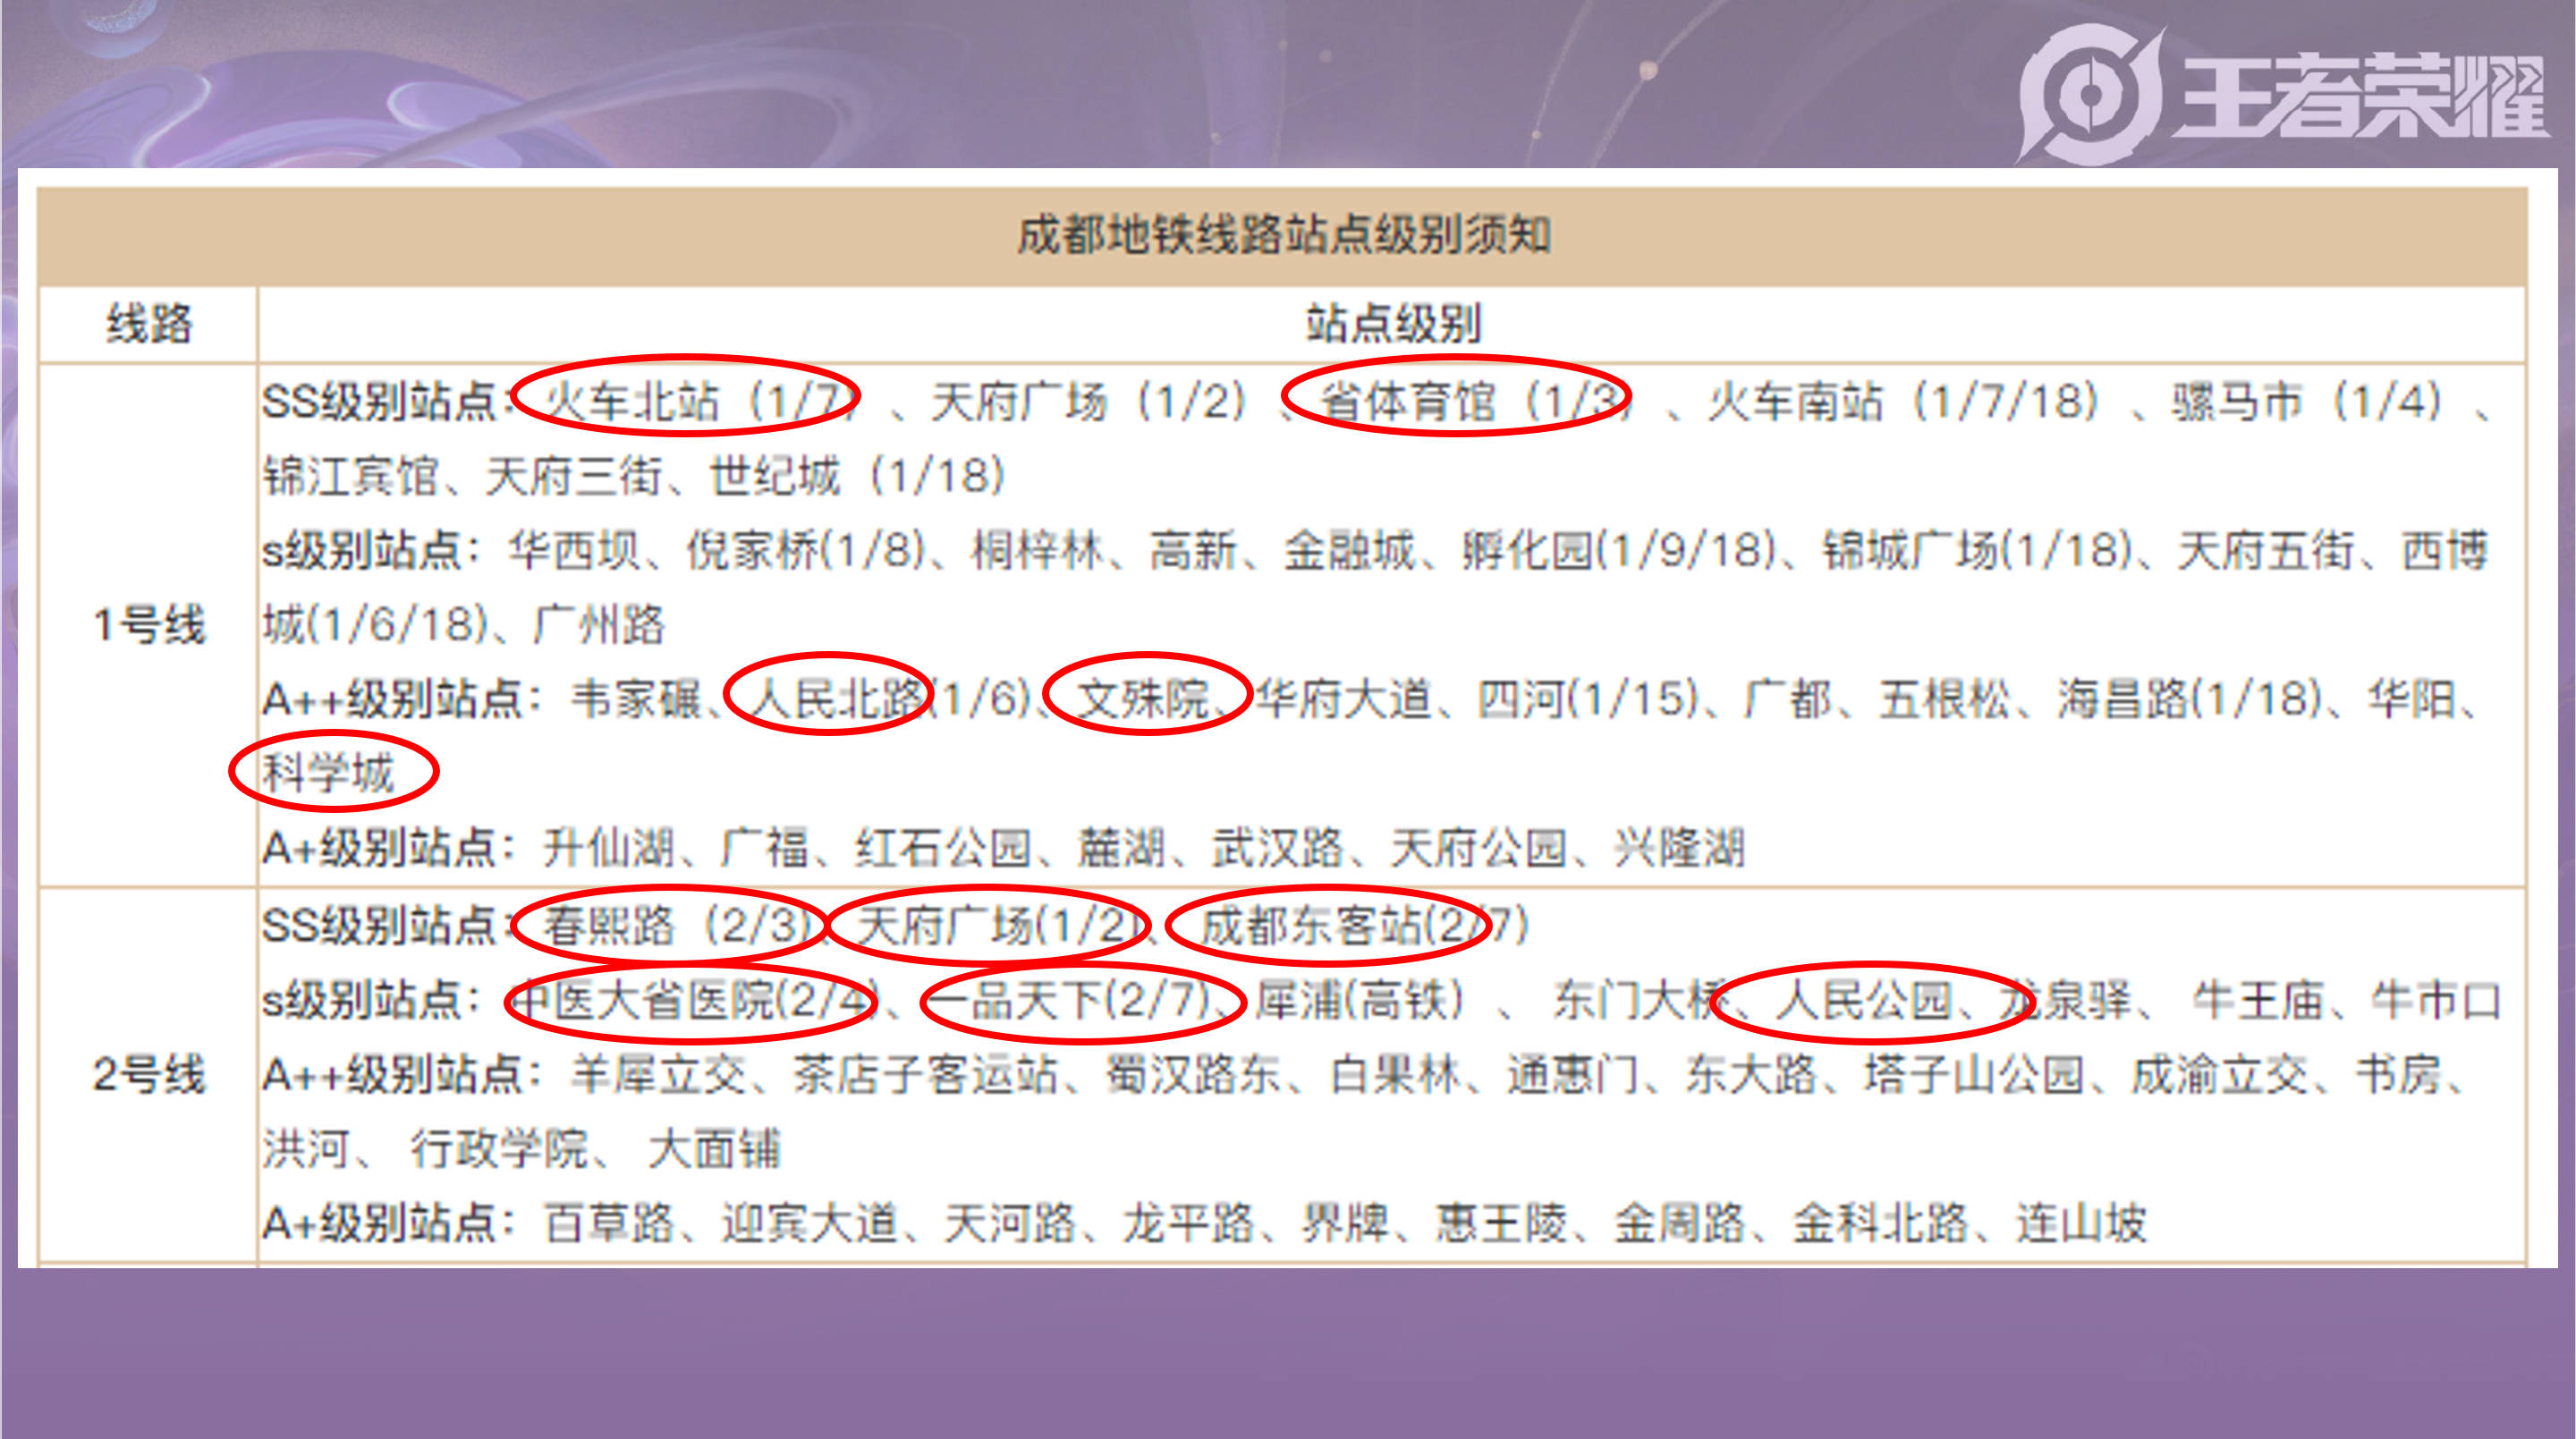 王者荣耀
成都地铁线路站点级别须知
线路 站点级别
SS级别站点：火车北站（1/7）、天府广场（1/2）、省体育馆（1/3）、火车南站（1/7/18）、骡马市（1/4）、
锦江宾馆、天府三街、世纪城（1/18）
s级别站点：华西坝、倪家桥(1/8)、桐梓林、高新、金融城、孵化园(1/9/18)、锦城广场(1/18)、天府五街、西博
1号线
城(1/6/18)、广州路
A++级别站点：韦家碾、人民北路(1/6)、文殊院、华府大道、四河(1/15)、广都、五根松、海昌路(1/18)、华阳、
科学城
A+级别站点：升仙湖、广福、红石公园、麓湖、武汉路、天府公园、兴隆湖
SS级别站点：春熙路（2/3）、天府广场(1/2)、 成都东客站(2/7)
s级别站点：中医大省医院(2/4)、一品天下(2/7)、犀浦(高铁）、 东门大桥、人民公园、龙泉驿、 牛王庙、牛市口
2号线
A++级别站点：羊犀立交、茶店子客运站、蜀汉路东、白果林、通惠门、东大路、塔子山公园、成渝立交、书房、
洪河、 行政学院、 大面铺
A+级别站点：百草路、迎宾大道、天河路、龙平路、界牌、惠王陵、金周路、金科北路、连山坡